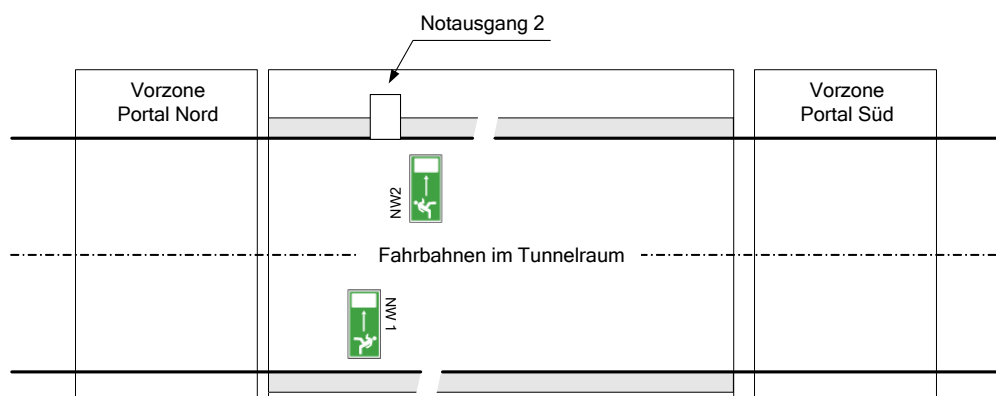 Notausgang 2
Vorzone
Portal Nord
Vorzone
Portal Süd
NW2
Fahrbahnen im Tunnelraum
NW 1